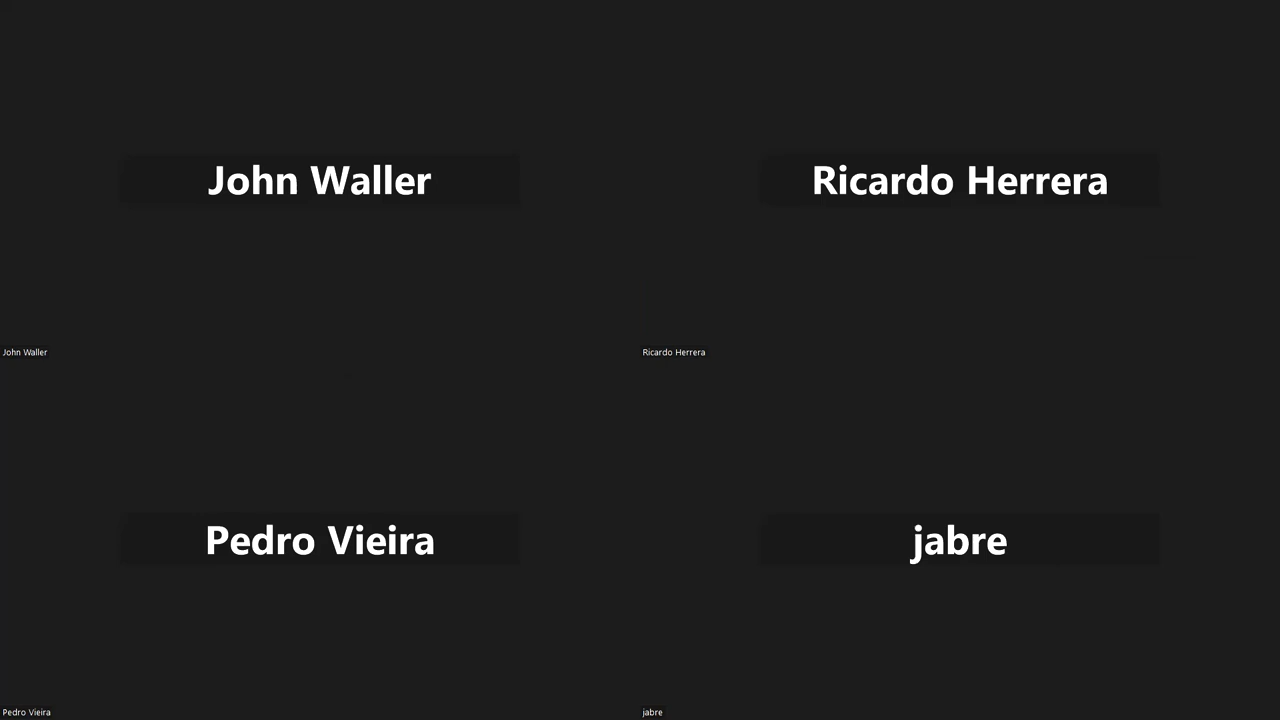 John Waller
Ricardo Herrera
John Waller
Ricardo Herrera
Pedro Vieira
jabre
Pedro Vieira
jabre